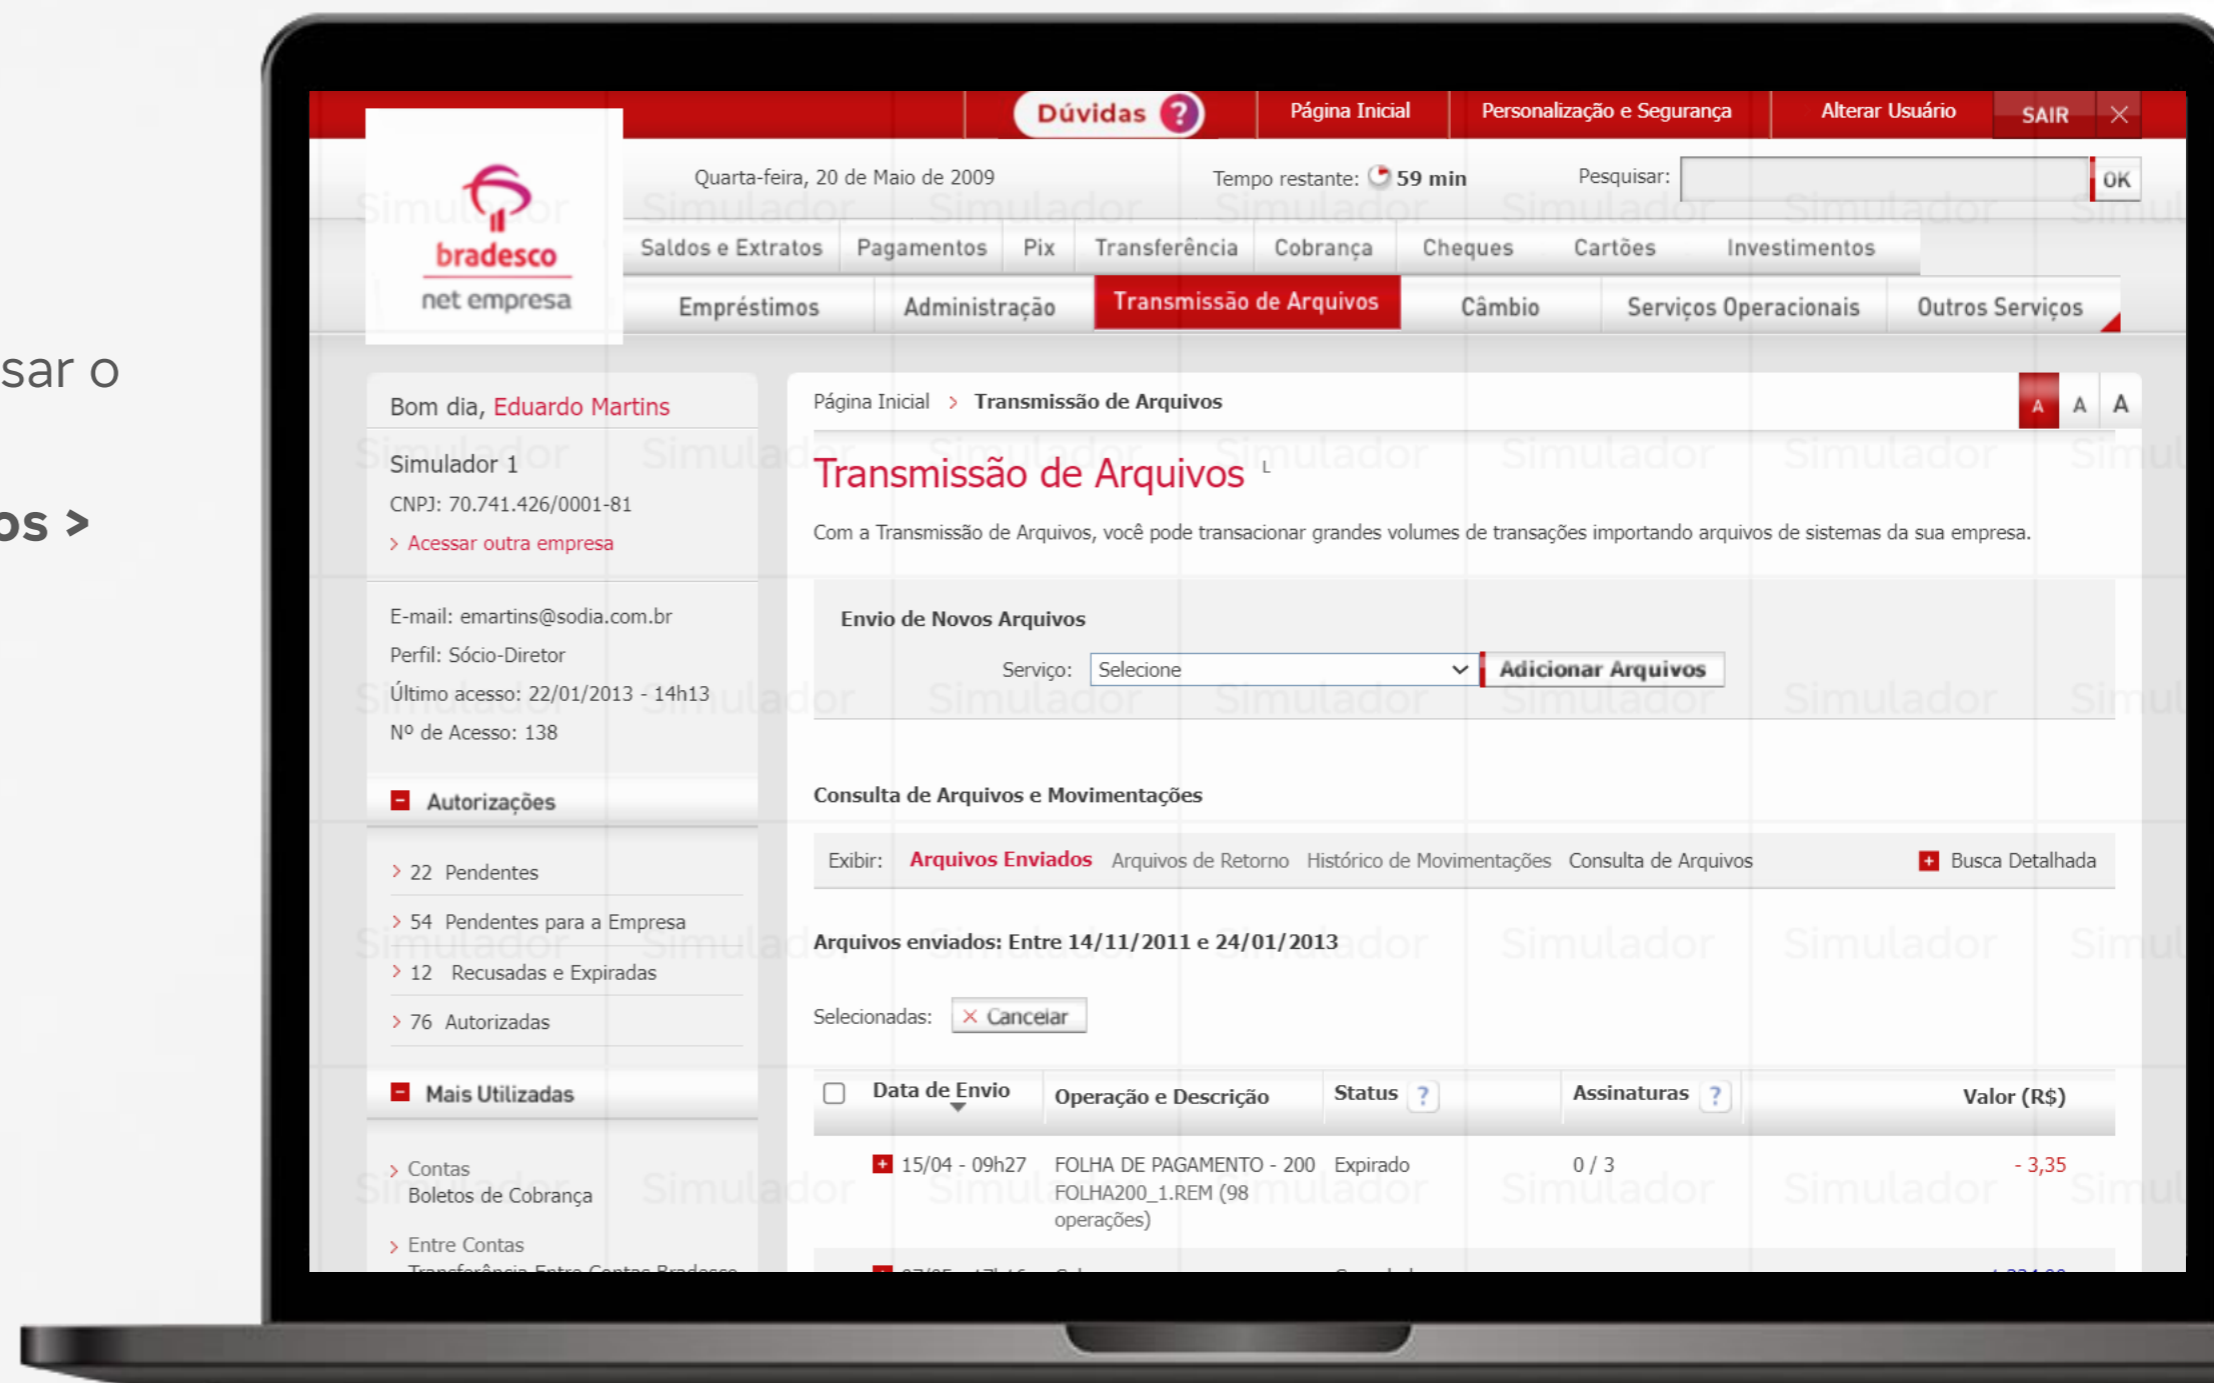 sar o
os >
Dúvidas ?
Página Inicial
Personalização e Segurança
Alterar Usuário
SAIR
bradesco
net empresa
Quarta-feira, 20 de Maio de 2009
Tempo restante: 59 min
Pesquisar:
OK
Saldos e Extratos
Pagamentos
Pix
Transferência
Cobrança
Cheques
Cartões
Investimentos
Empréstimos
Administração
Transmissão de Arquivos
Câmbio
Serviços Operacionais
Outros Serviços
Bom dia, Eduardo Martins
Simulador 1
CNPJ: 70.741.426/0001-81
> Acessar outra empresa
E-mail: emartins@sodia.com.br
Perfil: Sócio-Diretor
Último acesso: 22/01/2013 - 14h13
Nº de Acesso: 138
Autorizações
> 22 Pendentes
> 54 Pendentes para a Empresa
> 12 Recusadas e Expiradas
> 76 Autorizadas
Mais Utilizadas
> Contas
Boletos de Cobrança
> Entre Contas
Transferência Entre Contas Bradesco
Página Inicial > Transmissão de Arquivos
A A A
Transmissão de Arquivos L
Com a Transmissão de Arquivos, você pode transacionar grandes volumes de transações importando arquivos de sistemas da sua empresa.
Envio de Novos Arquivos
Serviço: Selecione
Adicionar Arquivos
Consulta de Arquivos e Movimentações
Exibir: Arquivos Enviados Arquivos de Retorno Histórico de Movimentações Consulta de Arquivos
Busca Detalhada
Arquivos enviados: Entre 14/11/2011 e 24/01/2013
Selecionadas: Cancelar
Data de Envio
Operação e Descrição
Status ?
Assinaturas ?
Valor (R$)
15/04 - 09h27
FOLHA DE PAGAMENTO - 200
FOLHA200_1.REM (98
operações)
Expirado
0 / 3
- 3,35
Simulador